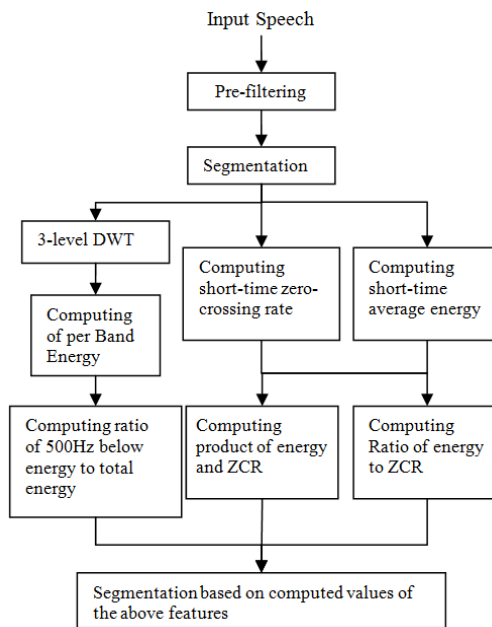 Input Speech
Pre-filtering
Segmentation
3-level DWT
Computing
of per Band
Energy
Computing
short-time zero-
crossing rate
Computing
short-time
average energy
Computing ratio
of 500Hz below
energy to total
energy
Computing
product of energy
and ZCR
Computing
Ratio of energy
to ZCR
Segmentation based on computed values of
the above features